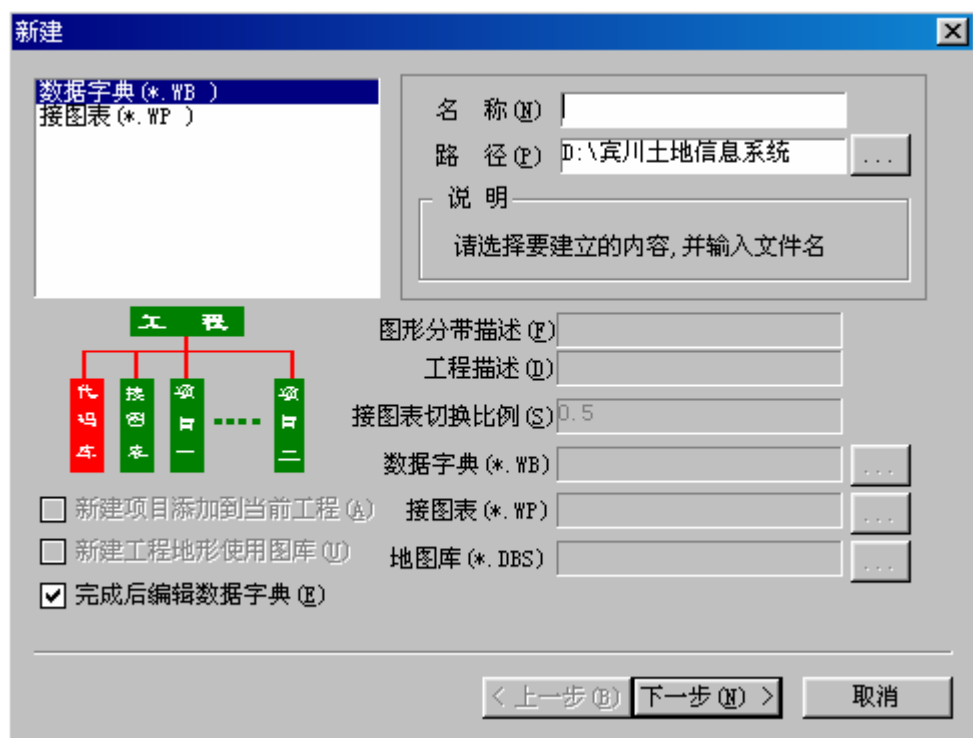 新建
数据字典(*.WB )
接图表(*.WP )
名 称(N)
路 径(P) D:\宾川土地信息系统 ...
说 明
请选择要建立的内容,并输入文件名
工 程
代码库
接图表
项目一
项目二
图形分带描述(F)
工程描述(D)
接图表切换比例(S) 0.5
数据字典(*.WB) ...
接图表(*.WP) ...
地图库(*.DBS) ...
新建项目添加到当前工程(A)
新建工程地形使用图库(U)
完成后编辑数据字典(E)
< 上一步(B) 下一步(N) > 取消